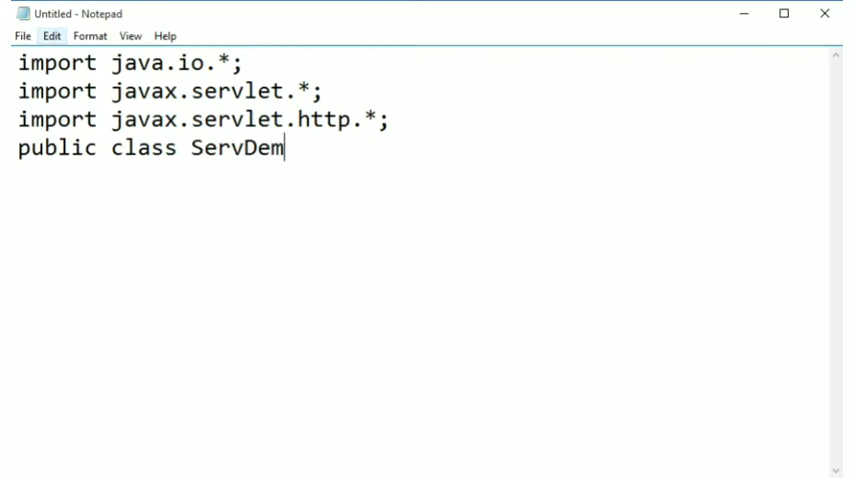 Untitled - Notepad
File Edit Format View Help
import java.io.*;
import javax.servlet.*;
import javax.servlet.http.*;
public class ServDem